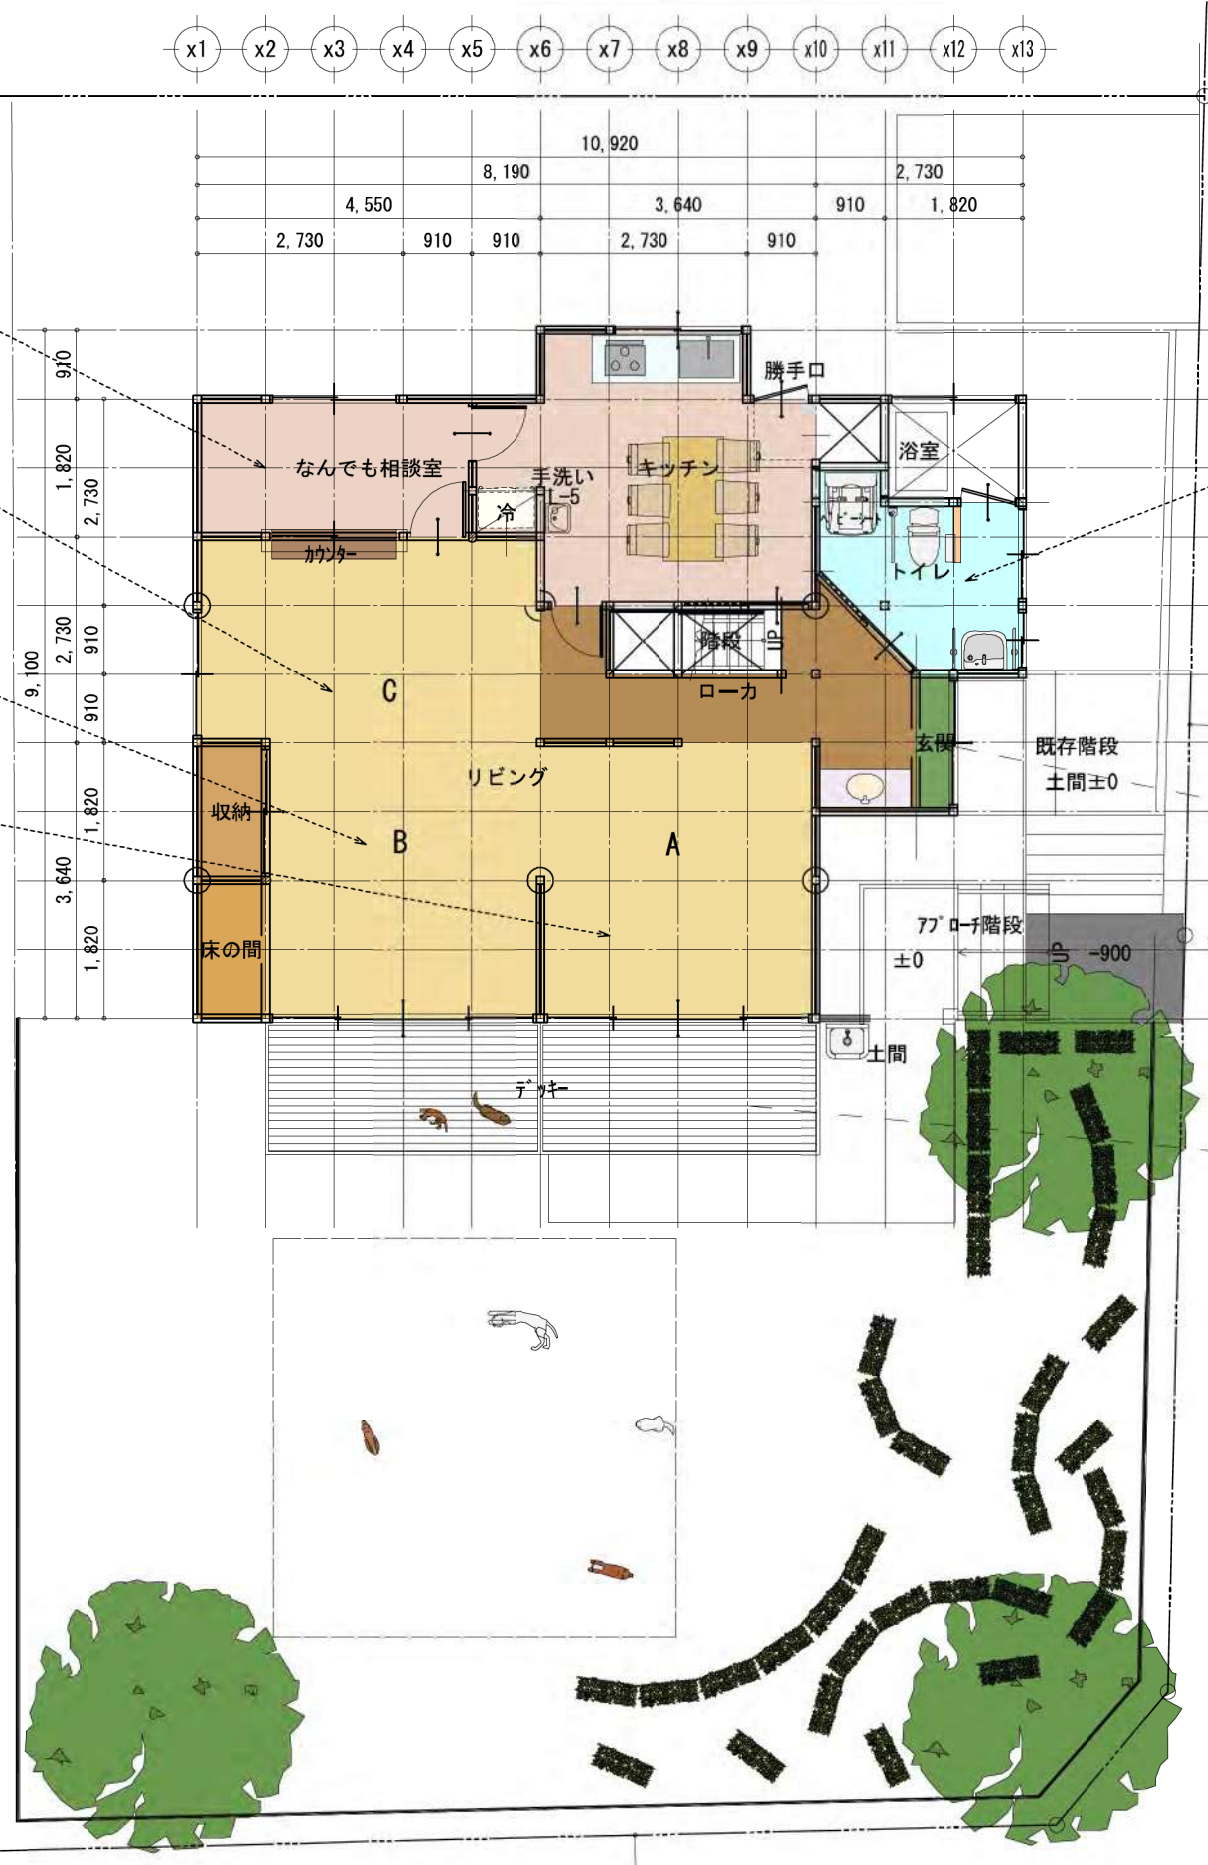 x1 x2 x3 x4 x5 x6 x7 x8 x9 x10 x11 x12 x13
10,920
8,190
2,730
4,550
3,640
910
1,820
2,730
910
910
2,730
910
910
1,820
2,730
9,100
2,730
910
910
3,640
1,820
1,820
勝手口
なんでも相談室
手洗い
L-5
冷
キッチン
浴室
カウンター
トイレ
階段
UP
ローカ
C
リビング
玄関
既存階段
土間±0
収納
B
A
床の間
アプローチ階段
±0
UP
-900
土間
デッキー